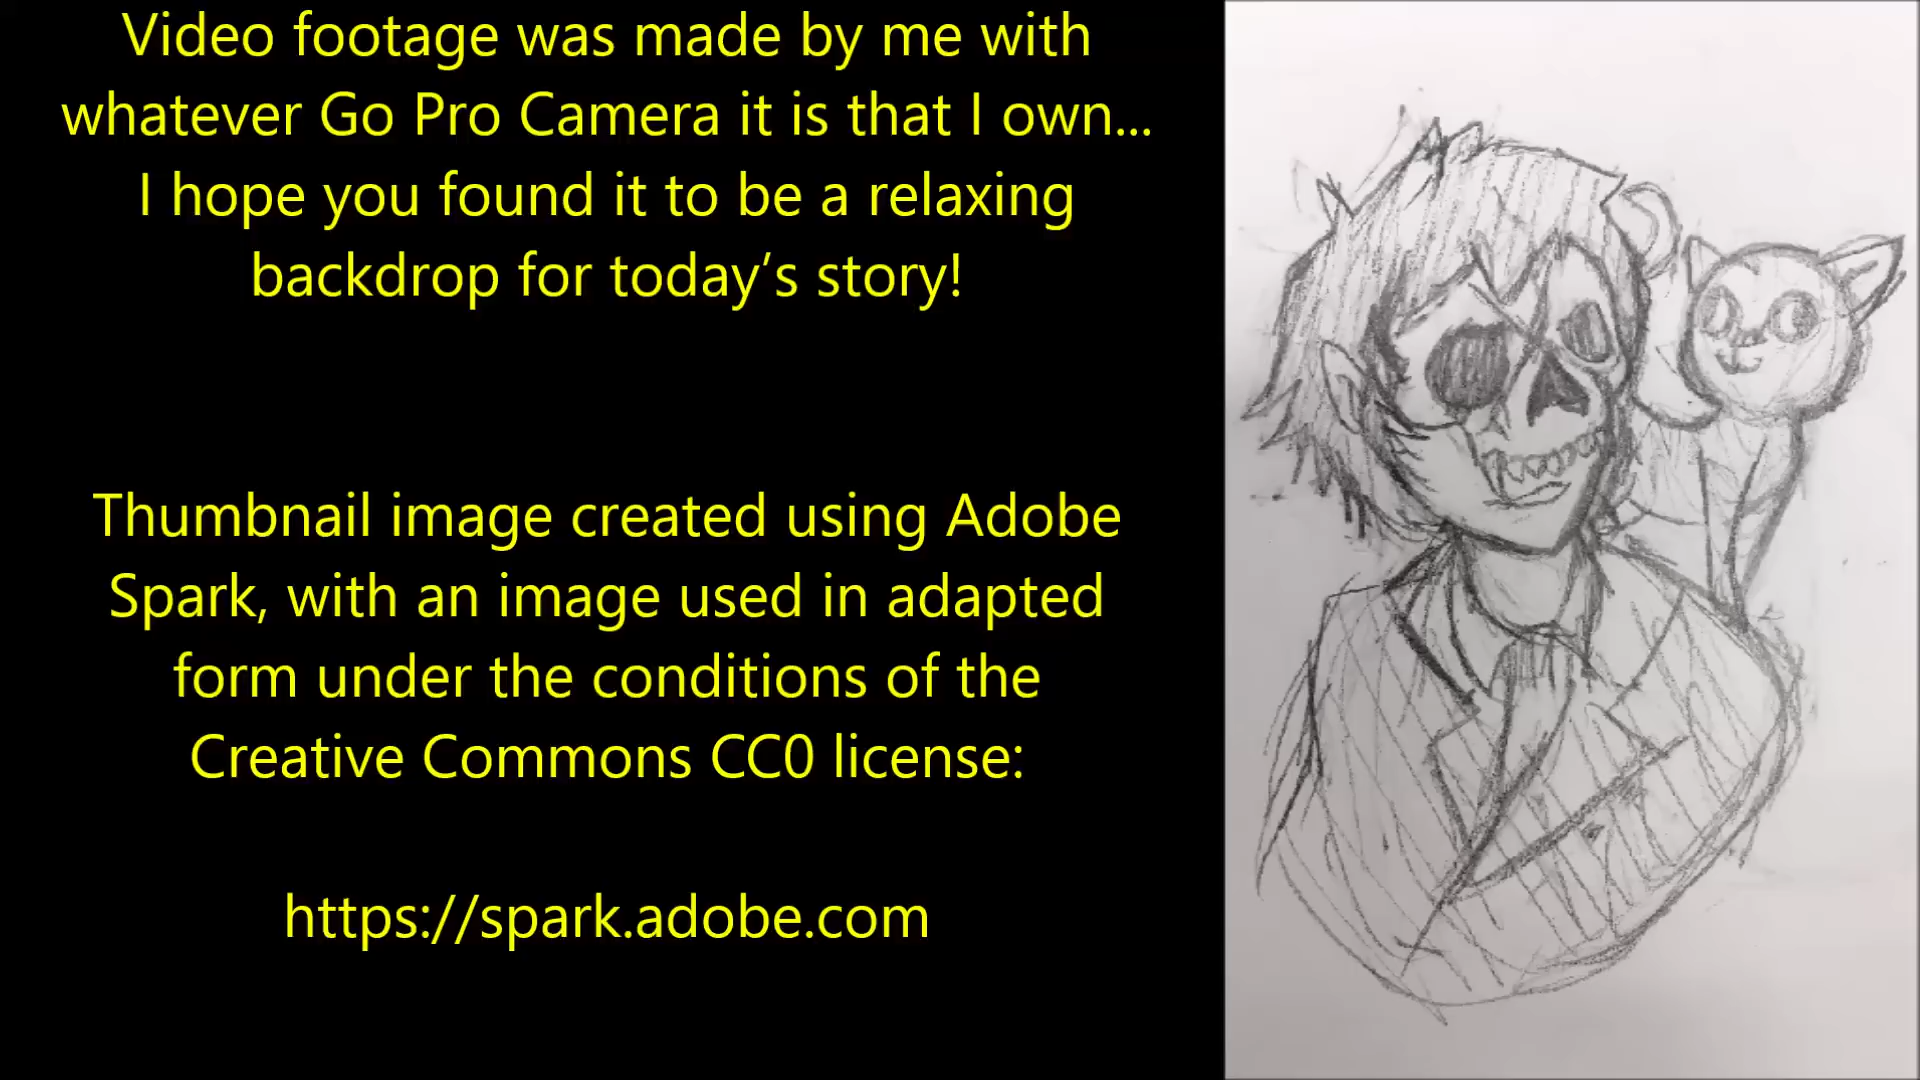 Video footage was made by me with
whatever Go Pro Camera it is that I own...
I hope you found it to be a relaxing
backdrop for today's story!
Thumbnail image created using Adobe
Spark, with an image used in adapted
form under the conditions of the
Creative Commons CC0 license:
https://spark.adobe.com